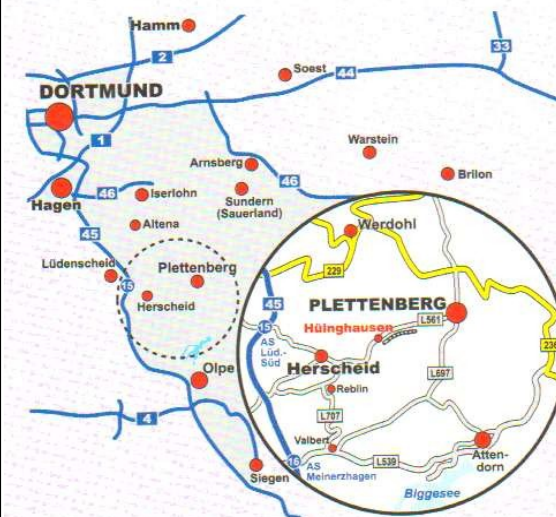 Hamm
33
2
Soest
44
DORTMUND
1
Warstein
Arnsberg
Brilon
46
Iserlohn
46
Sundern
(Sauerland)
Hagen
Altena
45
Werdohl
Lüdenscheid
Plettenberg
229
15
Herscheid
45
PLETTENBERG
L561
15
Hülnghausen
AS
Lüd.-
Süd
236
Herscheid
Olpe
L697
Reblin
4
L707
Valbert
Atten-
dorn
L539
16
AS
Meinerzhagen
Siegen
Biggesee